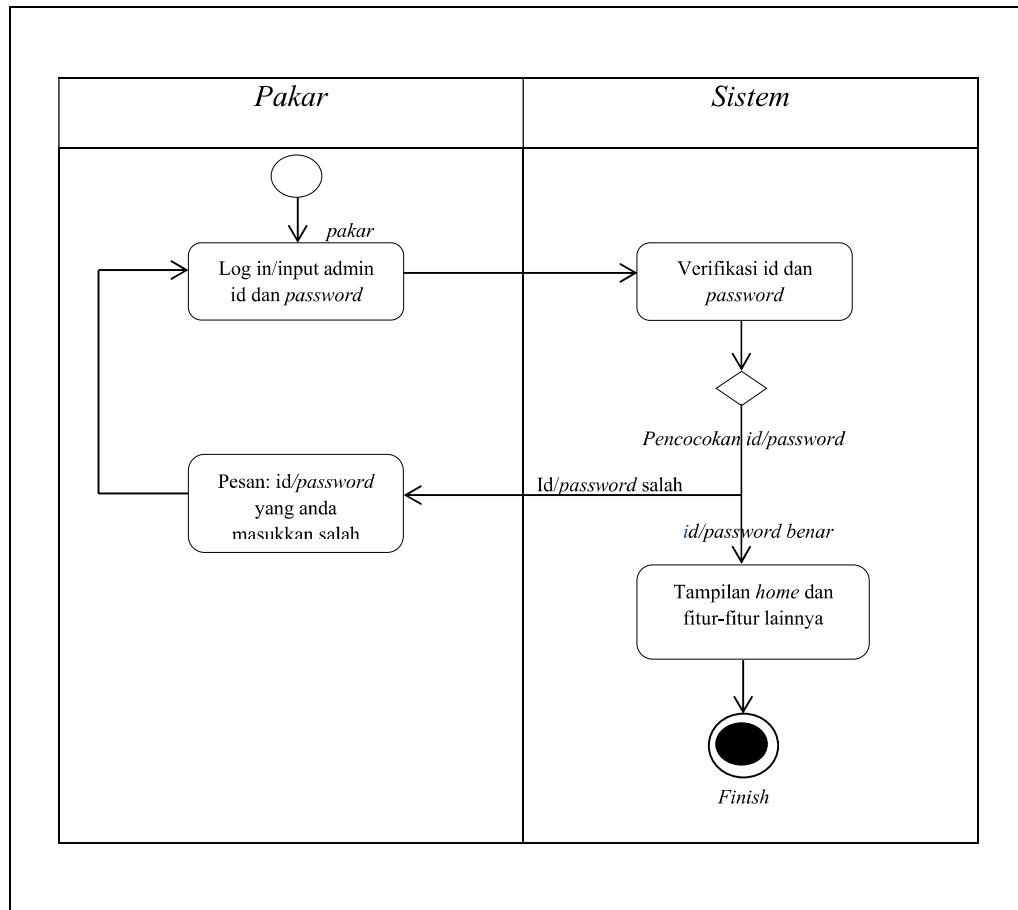 Pakar
Sistem
pakar
Log in/input admin
id dan password
Verifikasi id dan
password
Pencocokan id/password
Pesan: id/password
yang anda
masukkan salah
Id/password salah
id/password benar
Tampilan home dan
fitur-fitur lainnya
Finish